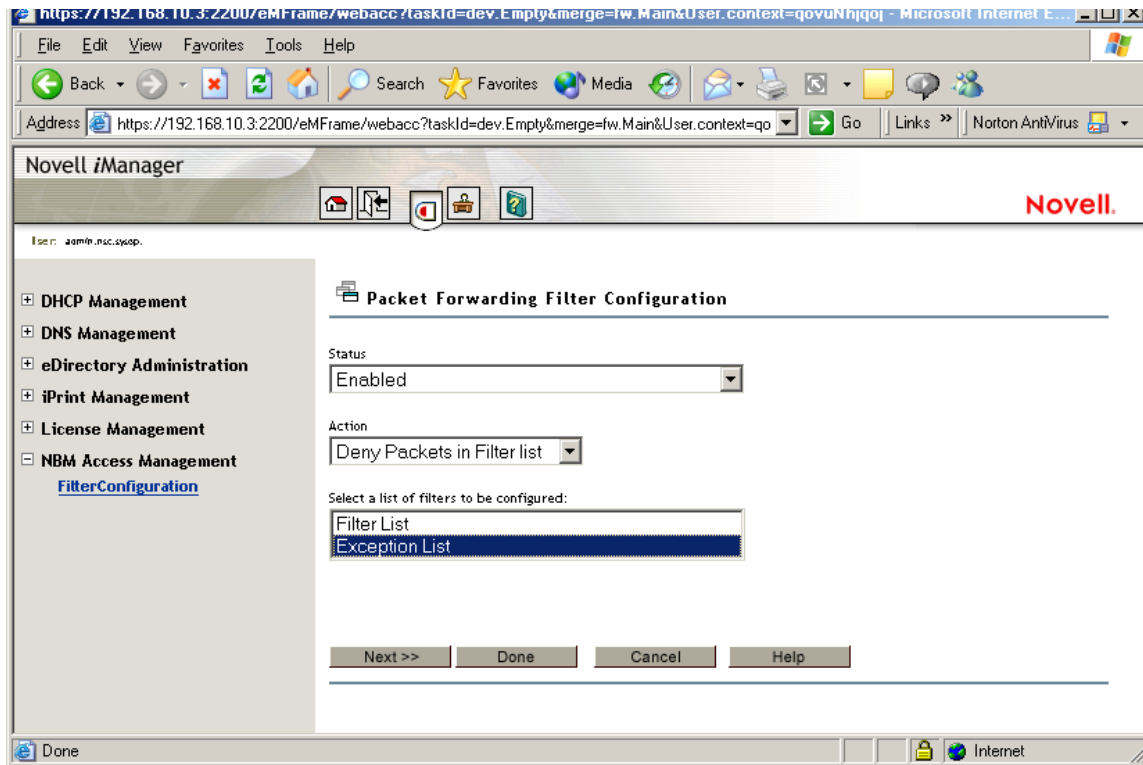 https://192.168.10.3:2200/eMFrame/webacc?taskId=dev.Empty&merge=fw.Main&User.context=qovuNhjqoj - Microsoft Internet E...
File Edit View Favorites Tools Help
Back Search Favorites Media
Address https://192.168.10.3:2200/eMFrame/webacc?taskId=dev.Empty&merge=fw.Main&User.context=qo Go Links » Norton AntiVirus
Novell iManager
Novell.
User: admin.nsc.sysop.
DHCP Management
DNS Management
eDirectory Administration
iPrint Management
License Management
NBM Access Management
FilterConfiguration
Packet Forwarding Filter Configuration
Status
Enabled
Action
Deny Packets in Filter list
Select a list of filters to be configured:
Filter List
Exception List
Next >> Done Cancel Help
Done Internet